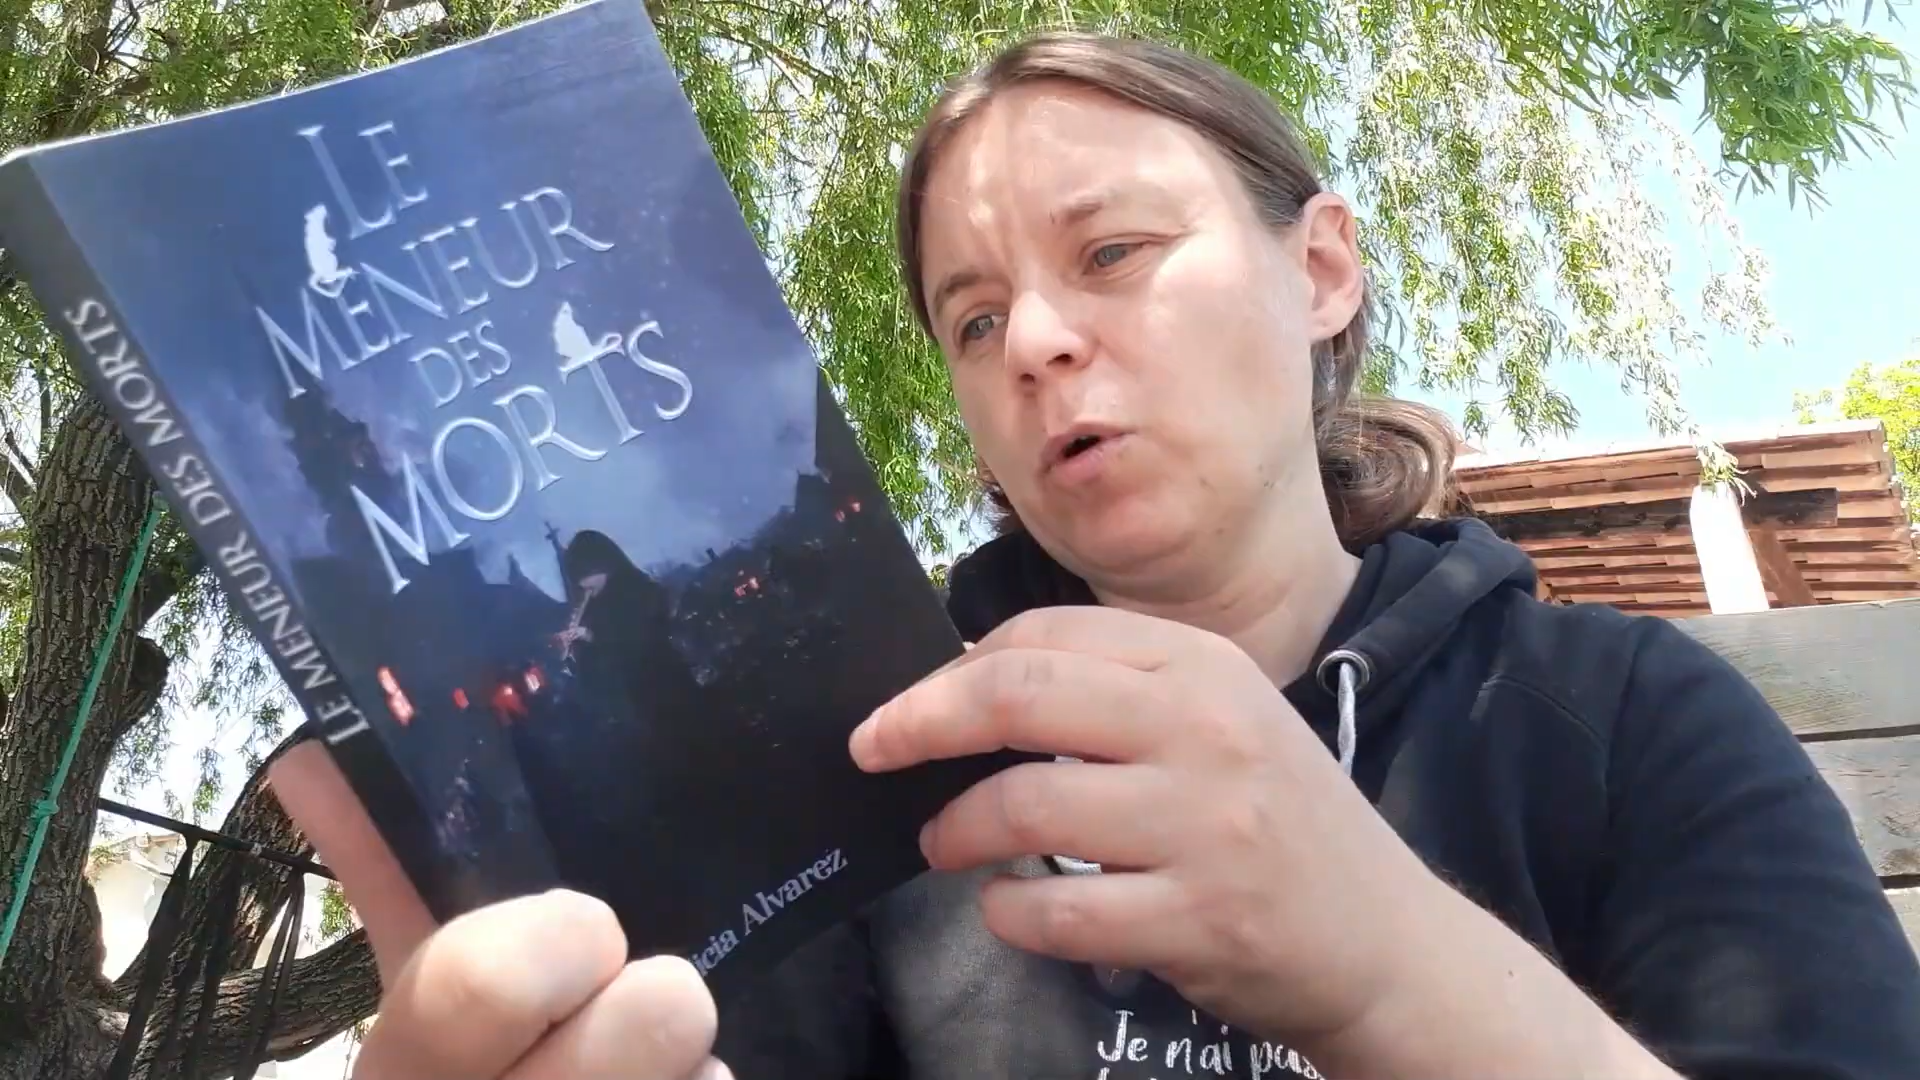 LE
MENEUR
DES
MORTS
LE MENEUR DES MORTS
Alvarez
Je n'ai pas